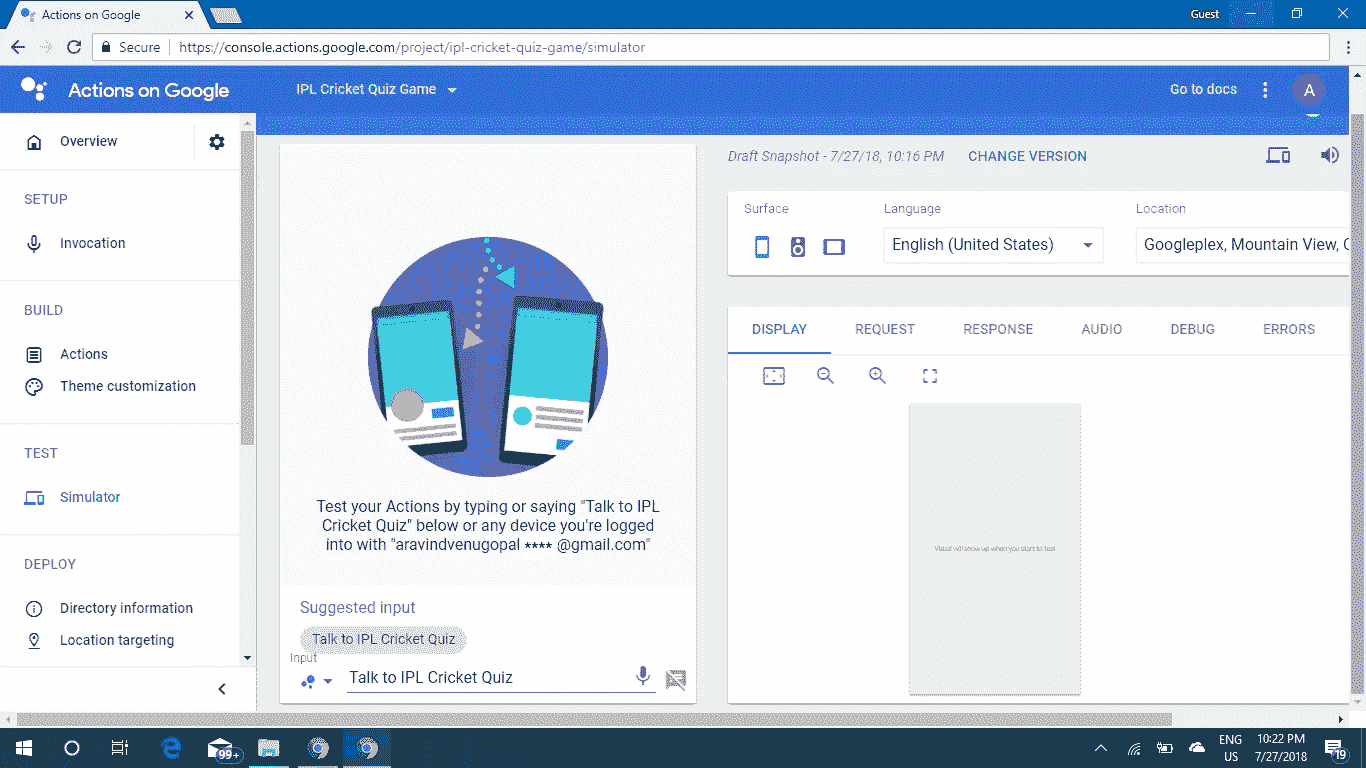 Actions on Google
Guest
Secure
https://console.actions.google.com/project/ipl-cricket-quiz-game/simulator
Actions on Google
IPL Cricket Quiz Game
Go to docs
A
Overview
SETUP
Invocation
BUILD
Actions
Theme customization
TEST
Simulator
DEPLOY
Directory information
Location targeting
Test your Actions by typing or saying "Talk to IPL
Cricket Quiz" below or any device you're logged
into with "aravindvenugopal **** @gmail.com"
Suggested input
Talk to IPL Cricket Quiz
Input
Talk to IPL Cricket Quiz
Draft Snapshot - 7/27/18, 10:16 PM
CHANGE VERSION
Surface
Language
Location
English (United States)
Googleplex, Mountain View, C
DISPLAY
REQUEST
RESPONSE
AUDIO
DEBUG
ERRORS
Visual will show up when you start to test
99+
ENG
US
10:22 PM
7/27/2018
19